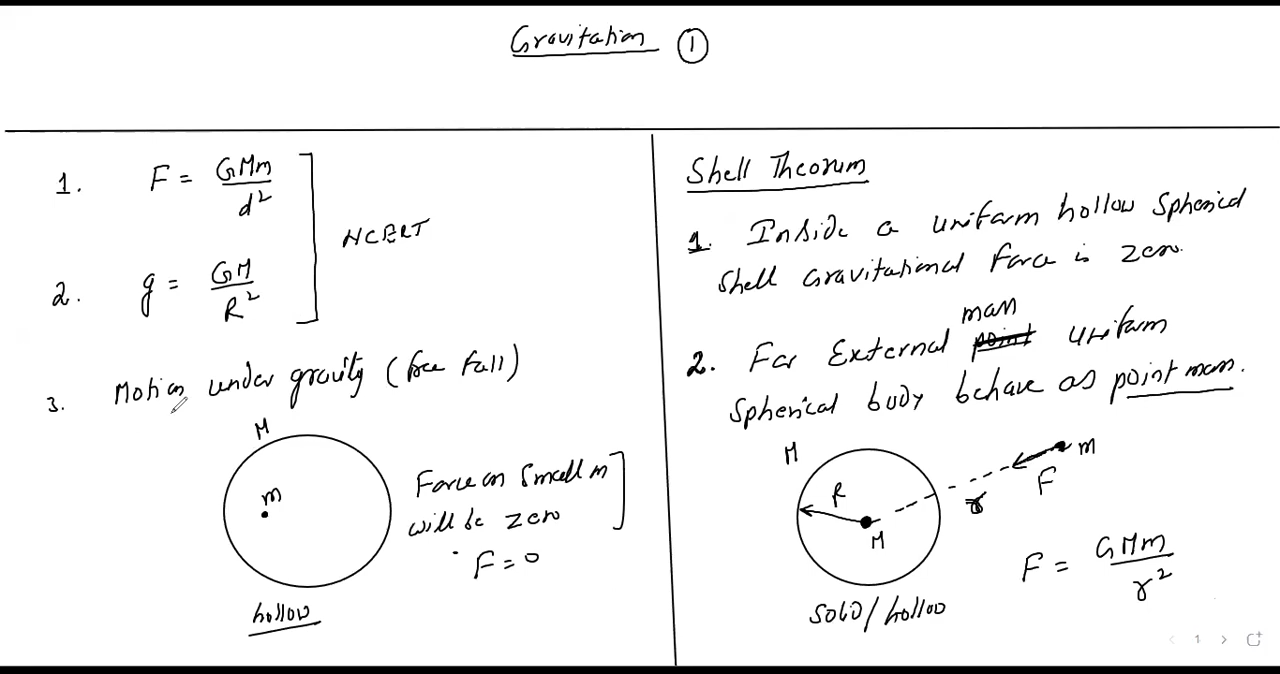 Gravitation ①
1. F = GMm / d²
2. g = GM / R²
NCERT
3. Motion under gravity (free fall)
M
m
Force on small m
will be zero
F = 0
hollow
Shell Theorum
1. Inside a uniform hollow spherical
shell gravitational force is zero.
mass
2. For External point uniform
spherical body behave as point mass.
M
R
M
r
m
F
F = GMm / r²
solid/hollow
1